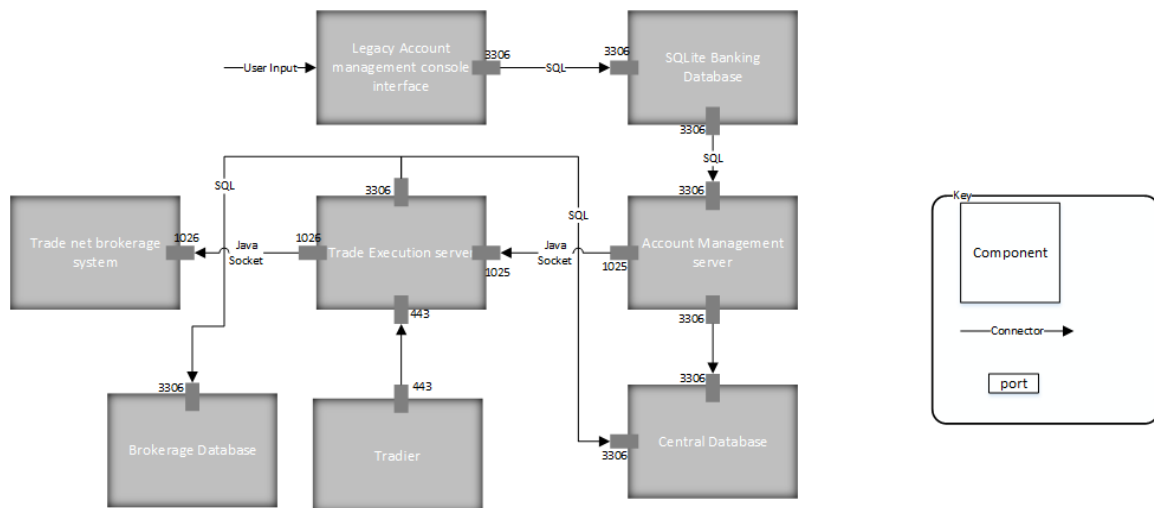 Legacy Account
management console
interface
3306
3306
SQLite Banking
Database
User Input
SQL
3306
SQL
3306
3306
SQL
SQL
Trade net brokerage
system
1026
Java
Socket
1026
Trade Execution server
1025
Java
Socket
1025
Account Management
server
3306
443
443
3306
3306
Brokerage Database
Tradier
3306
Central Database
Key
Component
Connector
port